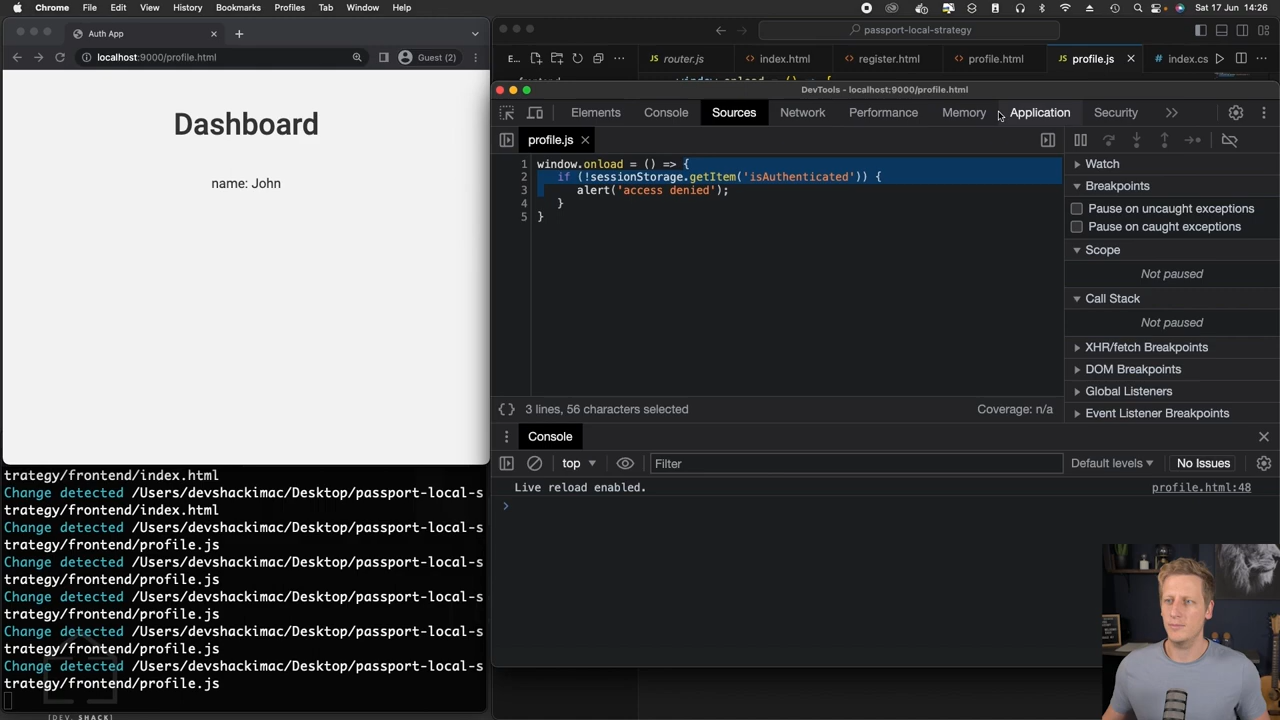 Chrome File Edit View History Bookmarks Profiles Tab Window Help Sat 17 Jun 14:26
Auth App
localhost:9000/profile.html Guest (2)
Dashboard
name: John
passport-local-strategy
E... router.js index.html register.html profile.html profile.js index.cs
window.onload = () => {
DevTools - localhost:9000/profile.html
Elements Console Sources Network Performance Memory Application Security
profile.js
1 window.onload = () => {
2 if (!sessionStorage.getItem('isAuthenticated')) {
3 alert('access denied');
4 }
5 }
3 lines, 56 characters selected Coverage: n/a
Watch
Breakpoints
Pause on uncaught exceptions
Pause on caught exceptions
Scope
Not paused
Call Stack
Not paused
XHR/fetch Breakpoints
DOM Breakpoints
Global Listeners
Event Listener Breakpoints
Console
top Filter Default levels No Issues
Live reload enabled. profile.html:48
trategy/frontend/index.html
Change detected /Users/devshackimac/Desktop/passport-local-s
trategy/frontend/index.html
Change detected /Users/devshackimac/Desktop/passport-local-s
trategy/frontend/profile.js
Change detected /Users/devshackimac/Desktop/passport-local-s
trategy/frontend/profile.js
Change detected /Users/devshackimac/Desktop/passport-local-s
trategy/frontend/profile.js
Change detected /Users/devshackimac/Desktop/passport-local-s
trategy/frontend/profile.js
Change detected /Users/devshackimac/Desktop/passport-local-s
trategy/frontend/profile.js
[DEV. SHACK]